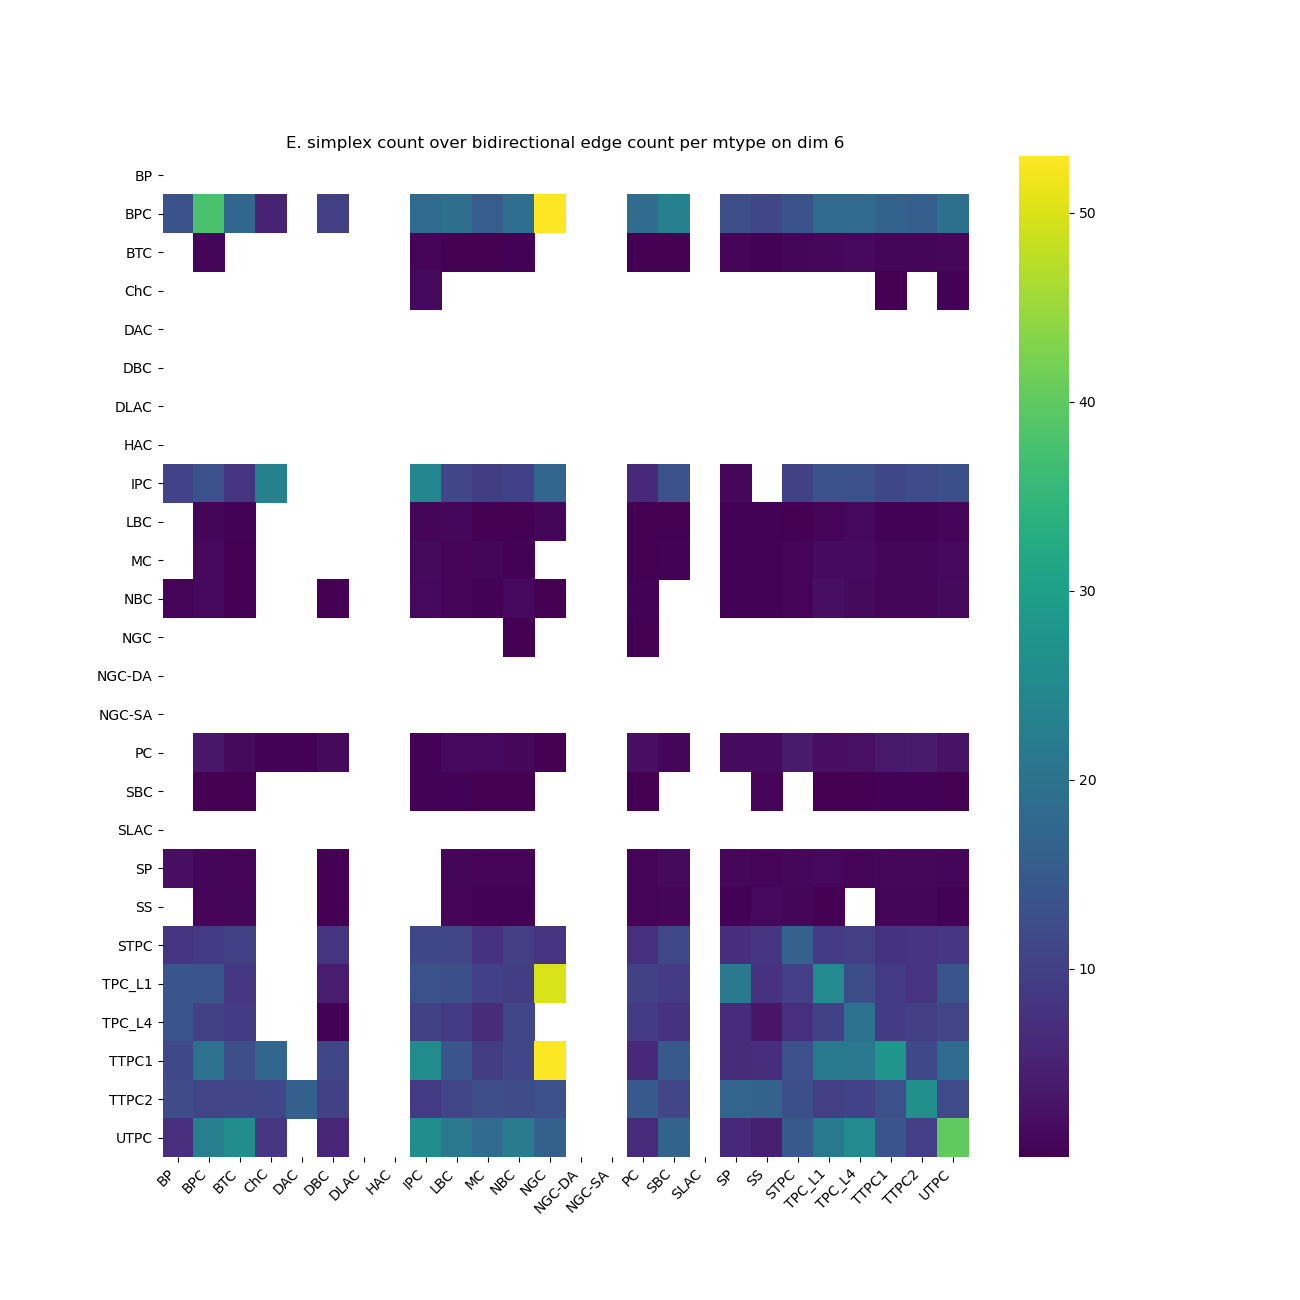 E. simplex count over bidirectional edge count per mtype on dim 6
BP
BPC
BTC
ChC
DAC
DBC
DLAC
HAC
IPC
LBC
MC
NBC
NGC
NGC-DA
NGC-SA
PC
SBC
SLAC
SP
SS
STPC
TPC_L1
TPC_L4
TTPC1
TTPC2
UTPC
BP
BPC
BTC
ChC
DAC
DBC
DLAC
HAC
IPC
LBC
MC
NBC
NGC
NGC-DA
NGC-SA
PC
SBC
SLAC
SP
SS
STPC
TPC_L1
TPC_L4
TTPC1
TTPC2
UTPC
50
40
30
20
10